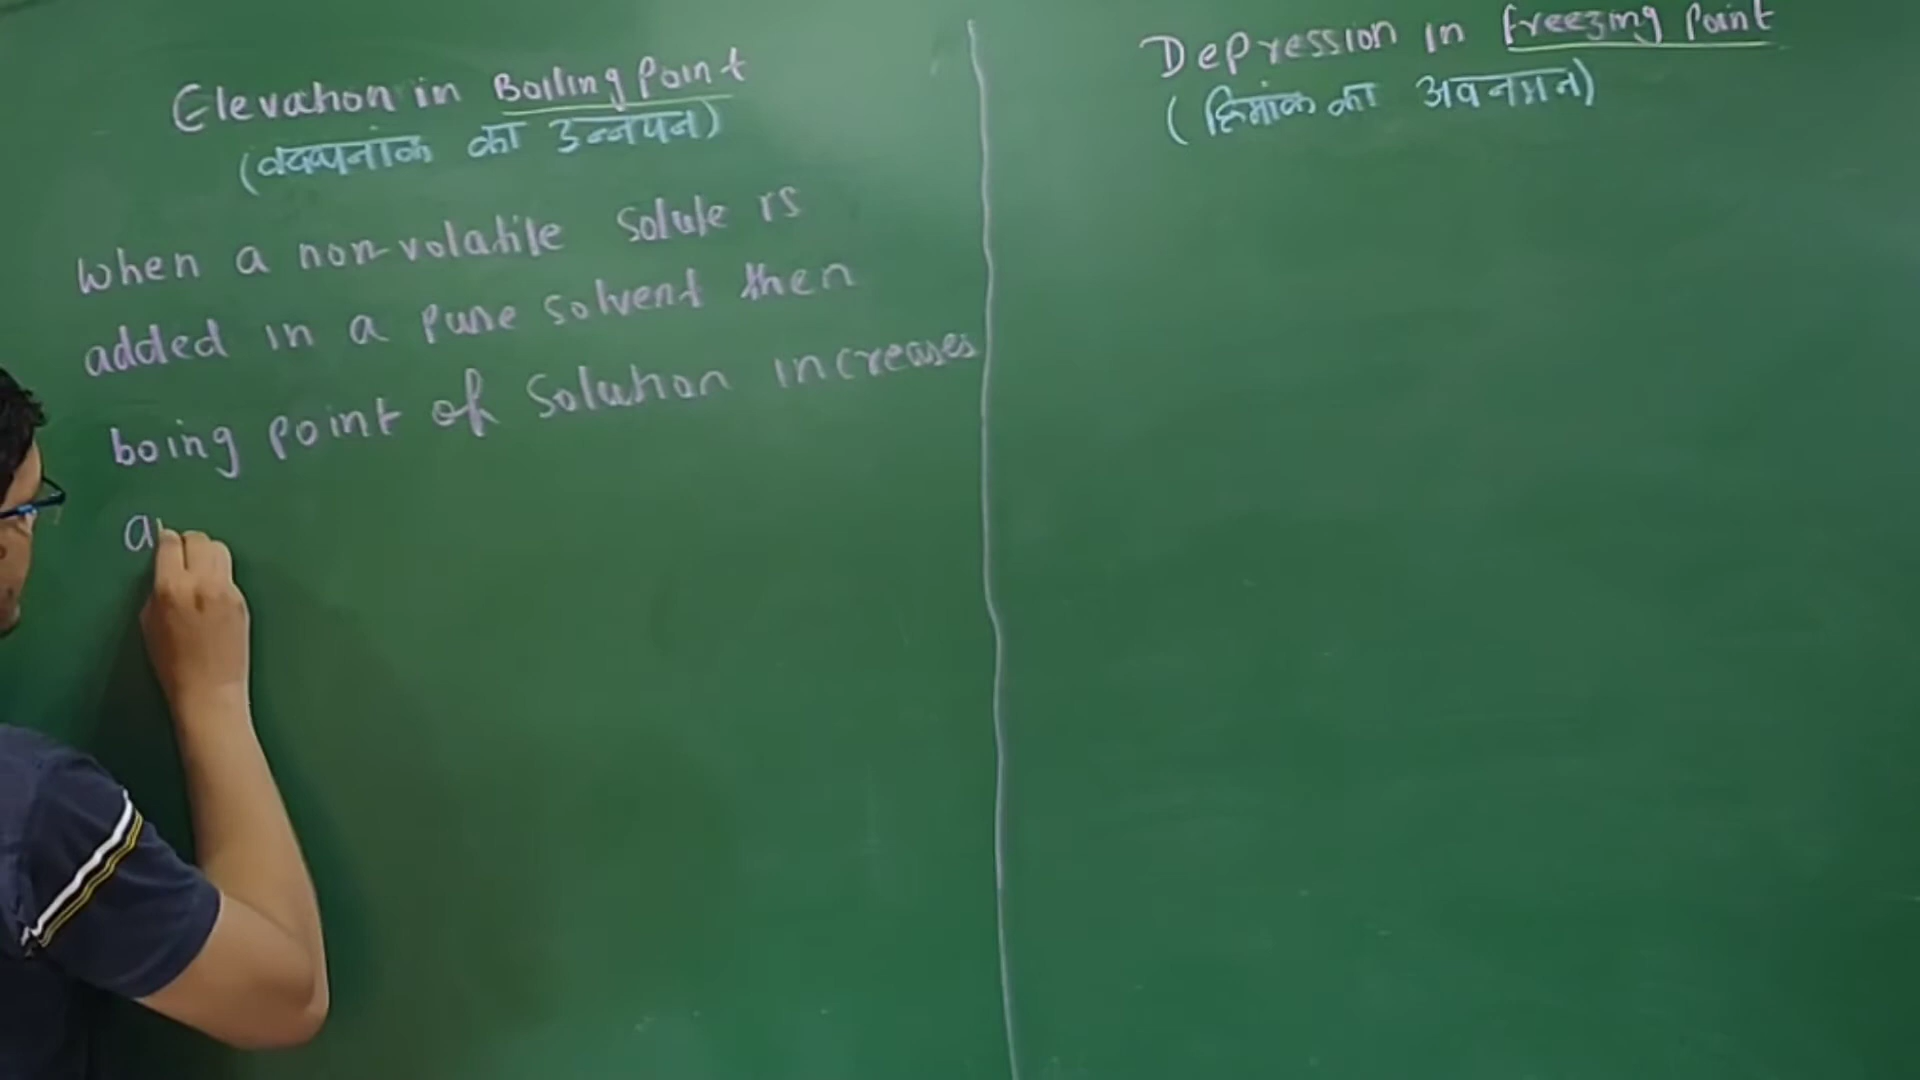 Elevation in Boiling Point
(क्वथनांक का उन्नयन)
When a non-volatile solute is
added in a pure solvent then
boing point of solution increases
a
Depression in freezing point
(हिमांक का अवनमन)